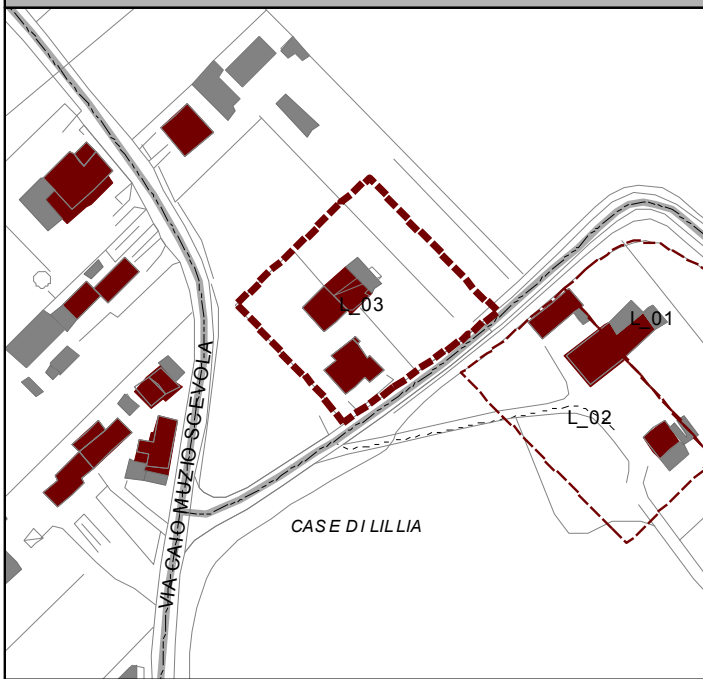 L_03
L_01
L_02
VIA CAIO MUZIO SCEVOLA
CASE DI LILLIA